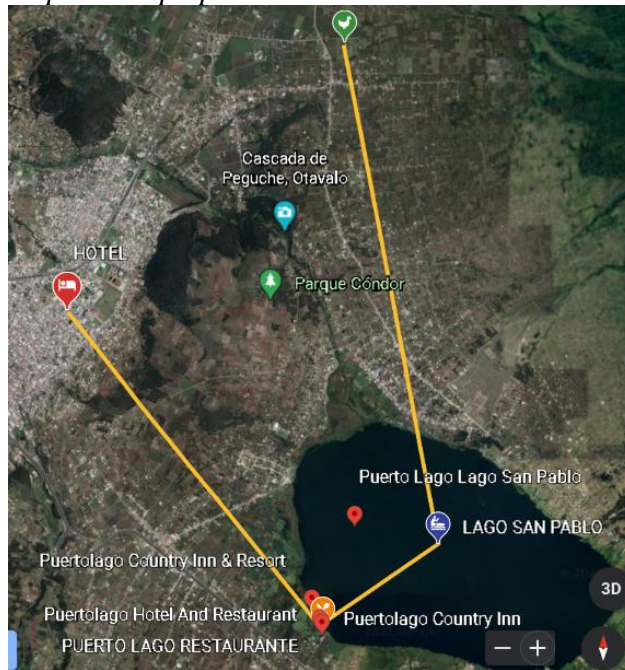 Cascada de
Peguche, Otavalo
HOTEL
Parque Cóndor
Puerto Lago Lago San Pablo
LAGO SAN PABLO
Puertolago Country Inn & Resort
3D
Puertolago Hotel And Restaurant
Puertolago Country Inn
PUERTO LAGO RESTAURANTE